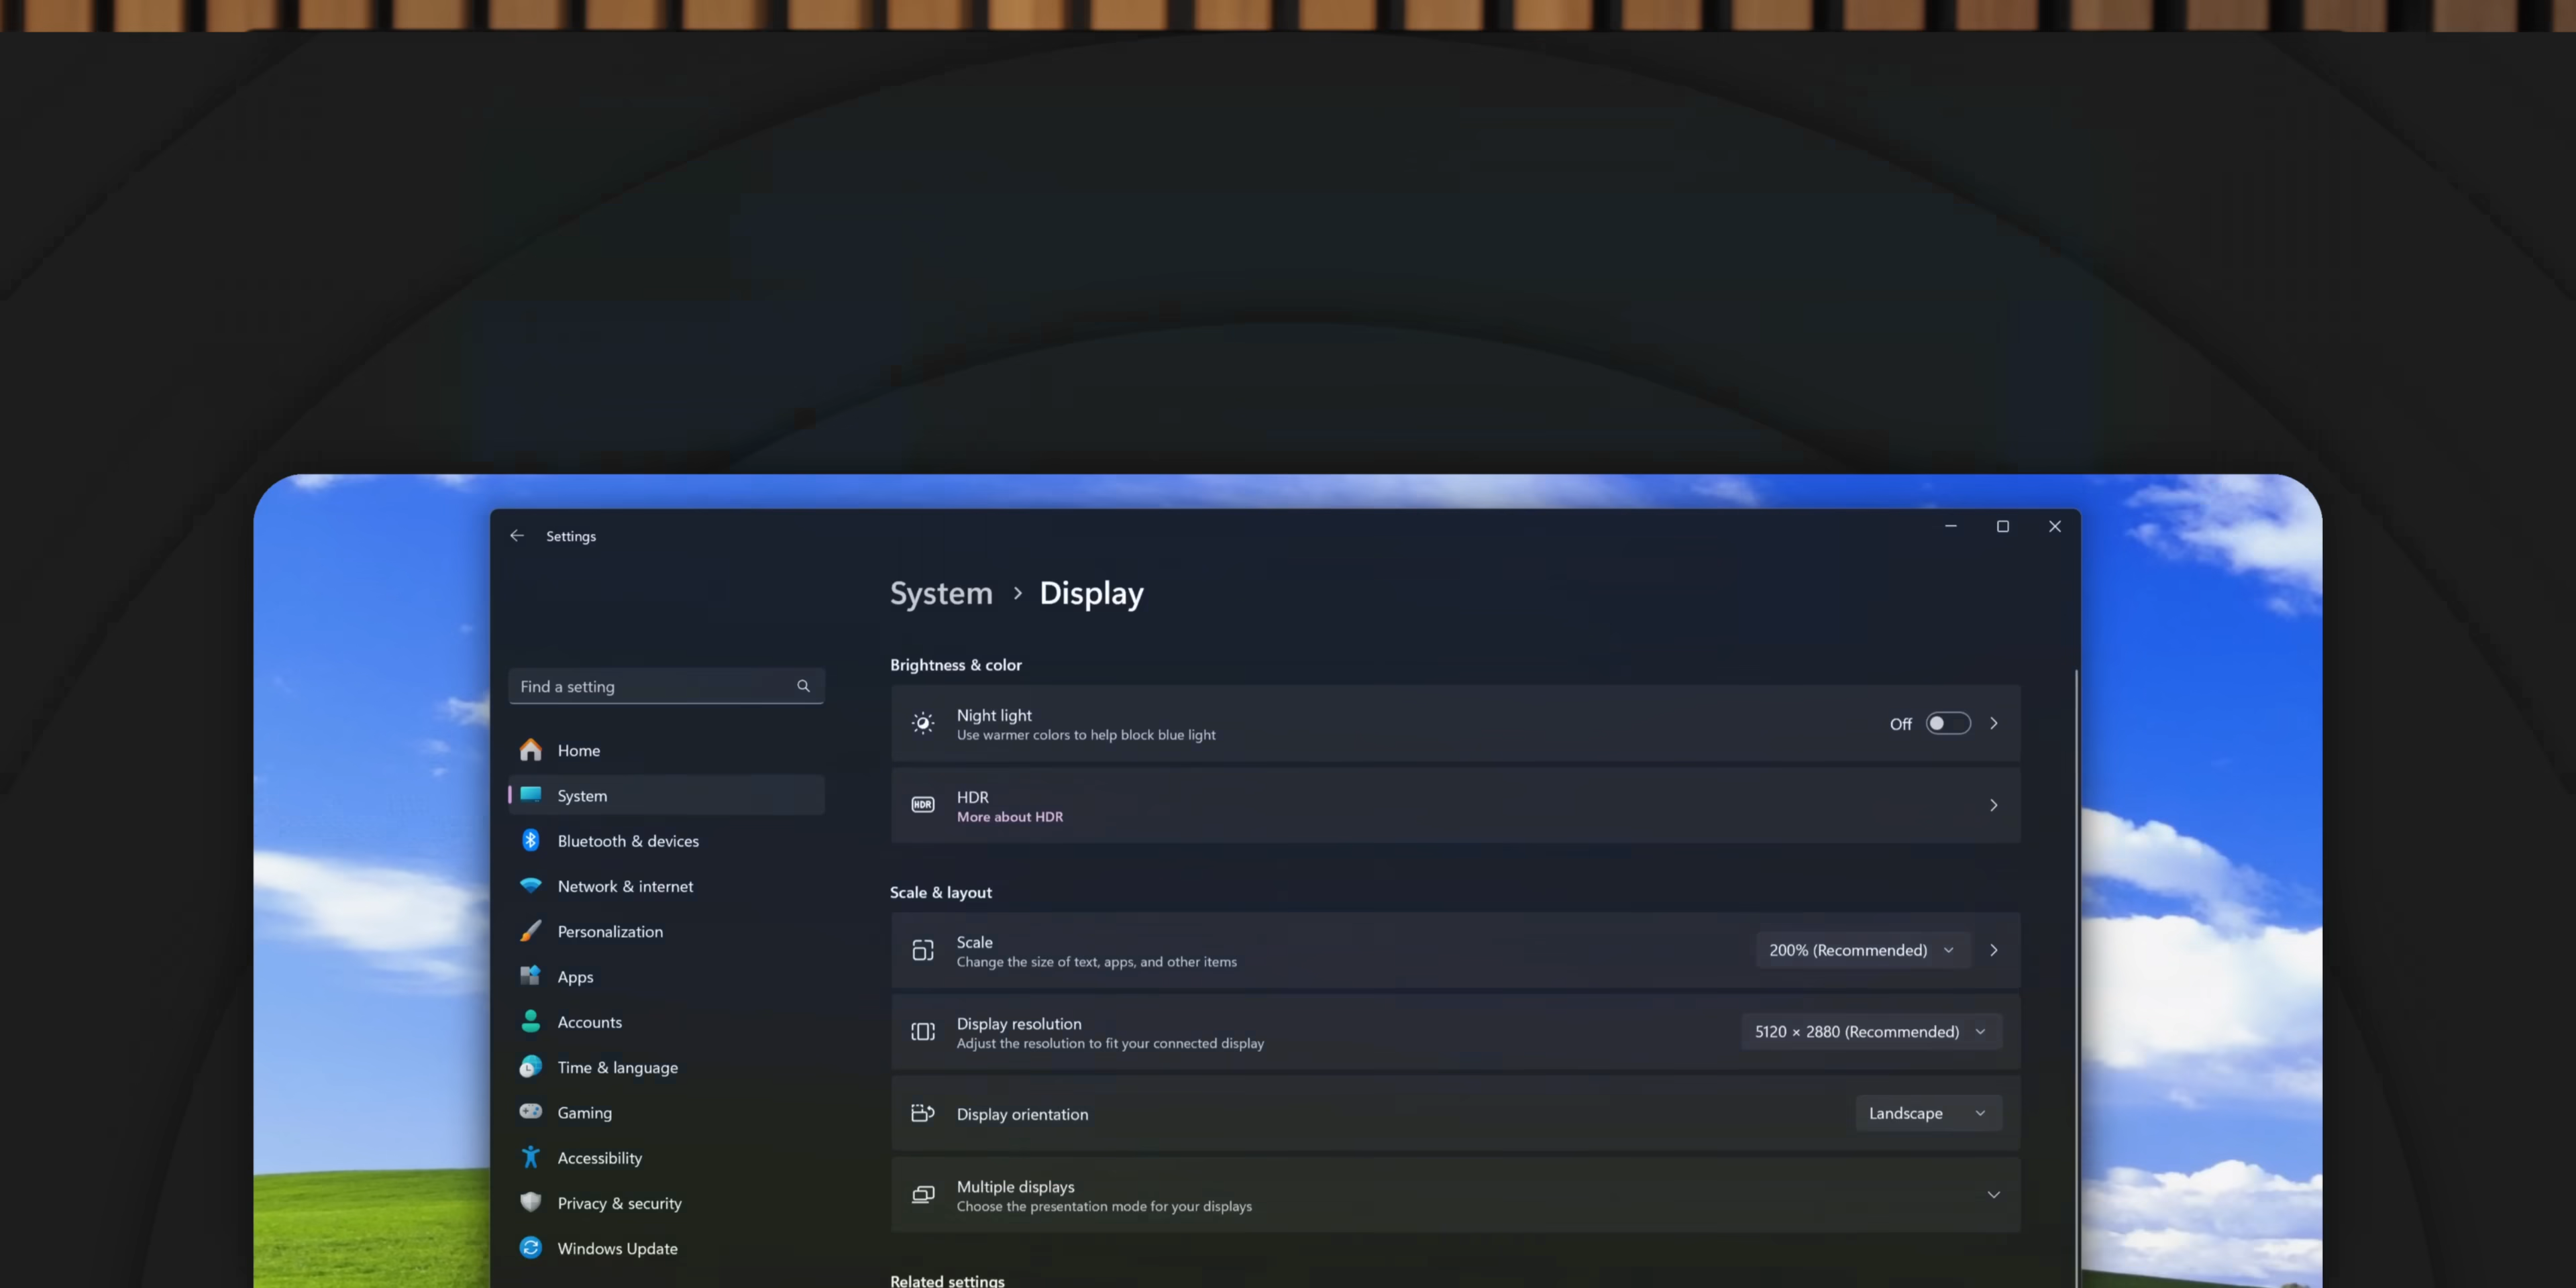 Settings
System › Display
Brightness & color
Find a setting
Night light
Use warmer colors to help block blue light
Off
Home
HDR
HDR
More about HDR
System
Bluetooth & devices
Network & internet
Scale & layout
Personalization
Scale
Change the size of text, apps, and other items
200% (Recommended)
Apps
Accounts
Display resolution
Adjust the resolution to fit your connected display
5120 × 2880 (Recommended)
Time & language
Gaming
Display orientation
Landscape
Accessibility
Multiple displays
Choose the presentation mode for your displays
Privacy & security
Windows Update
Related settings